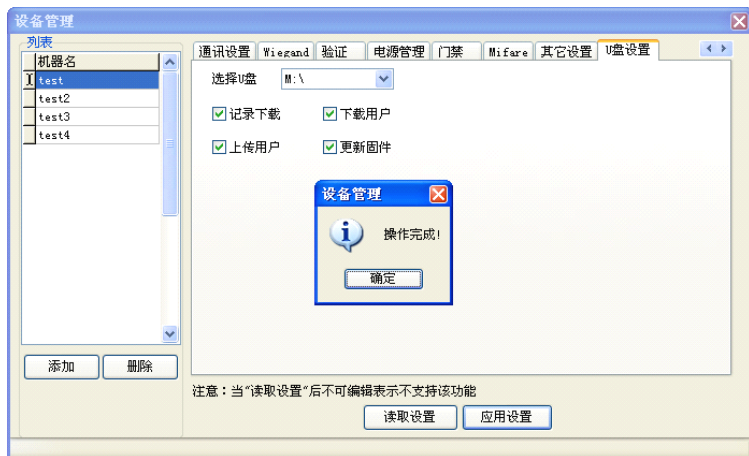 设备管理
列表
机器名
test
test2
test3
test4
添加
删除
通讯设置 Wiegand 验证 电源管理 门禁 Mifare 其它设置 U盘设置
选择U盘 M:\
记录下载 下载用户
上传用户 更新固件
设备管理
操作完成!
确定
注意：当"读取设置"后不可编辑表示不支持该功能
读取设置 应用设置